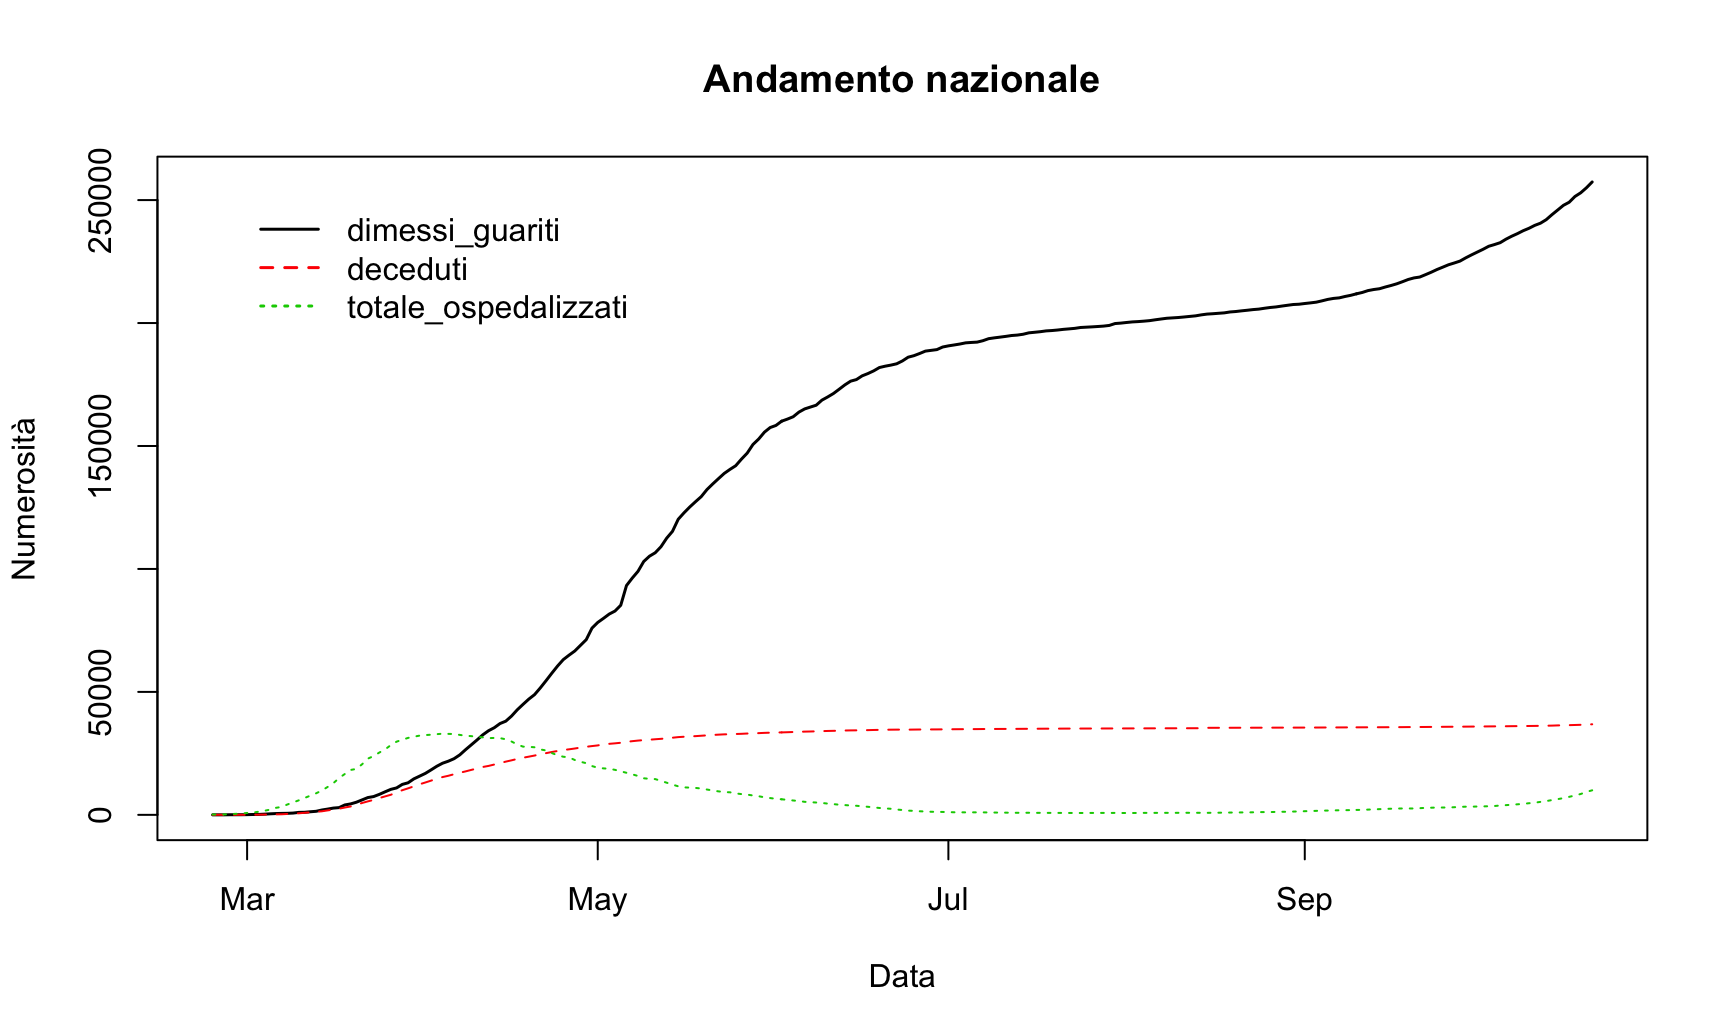 Andamento nazionale
dimessi_guariti
deceduti
totale_ospedalizzati
Numerosità
250000
150000
50000
0
Mar May Jul Sep
Data